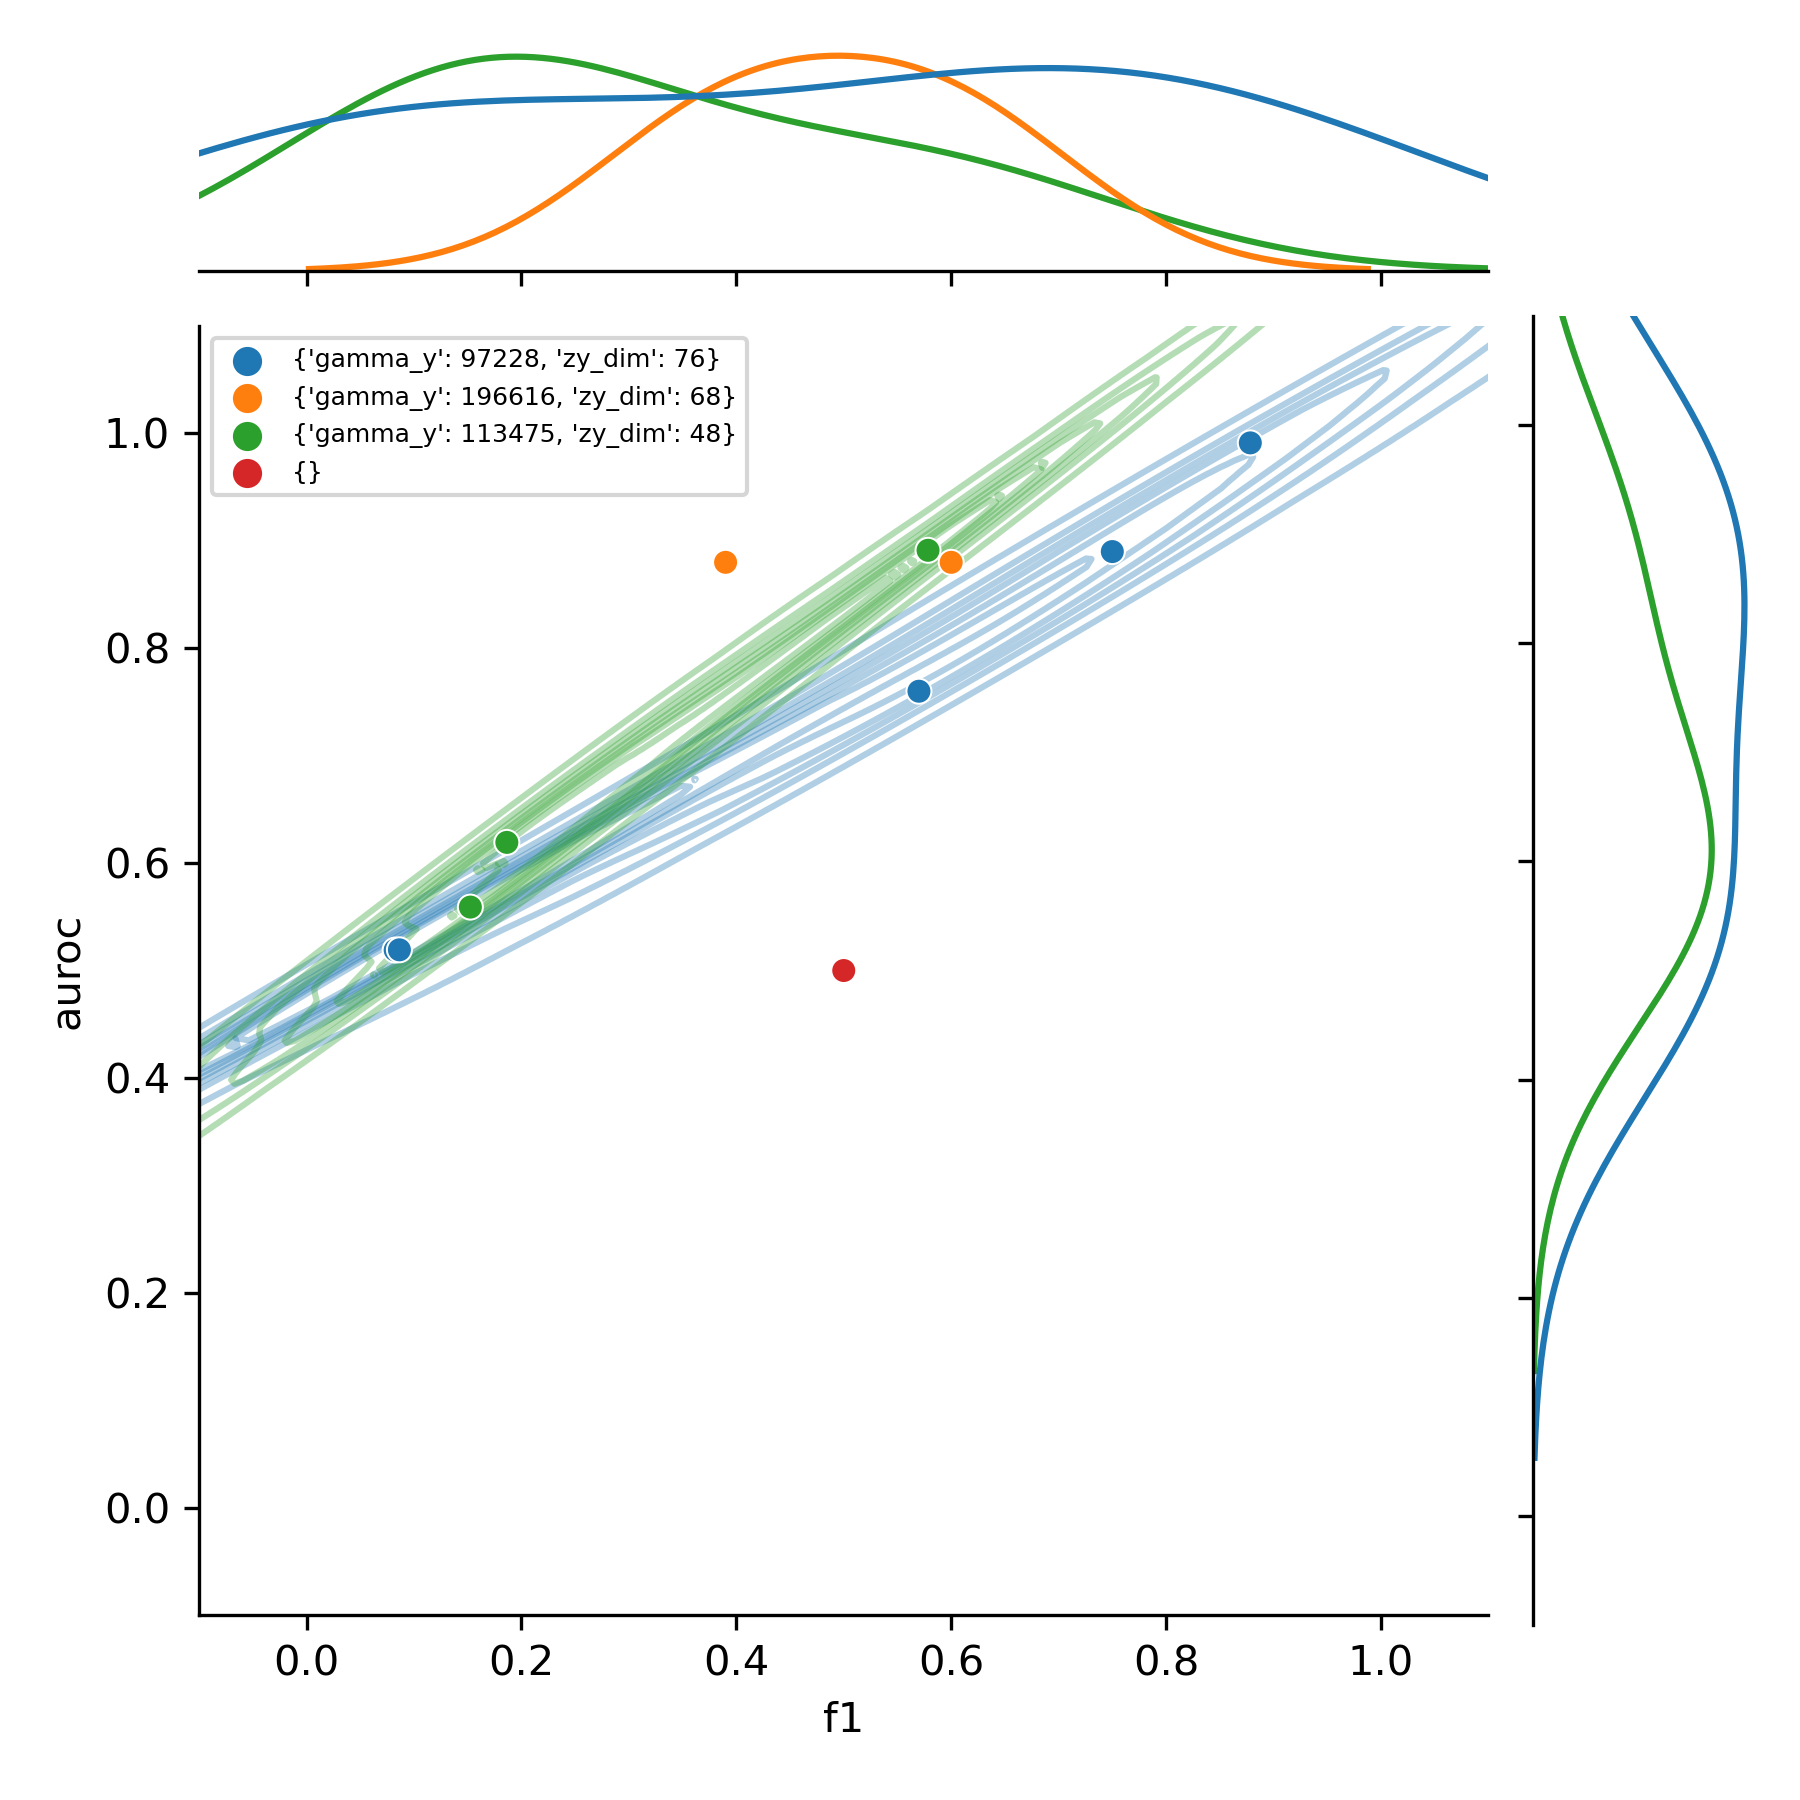 {'gamma_y': 97228, 'zy_dim': 76}
{'gamma_y': 196616, 'zy_dim': 68}
{'gamma_y': 113475, 'zy_dim': 48}
{}
1.0
0.8
0.6
0.4
0.2
0.0
auroc
0.0 0.2 0.4 0.6 0.8 1.0
f1